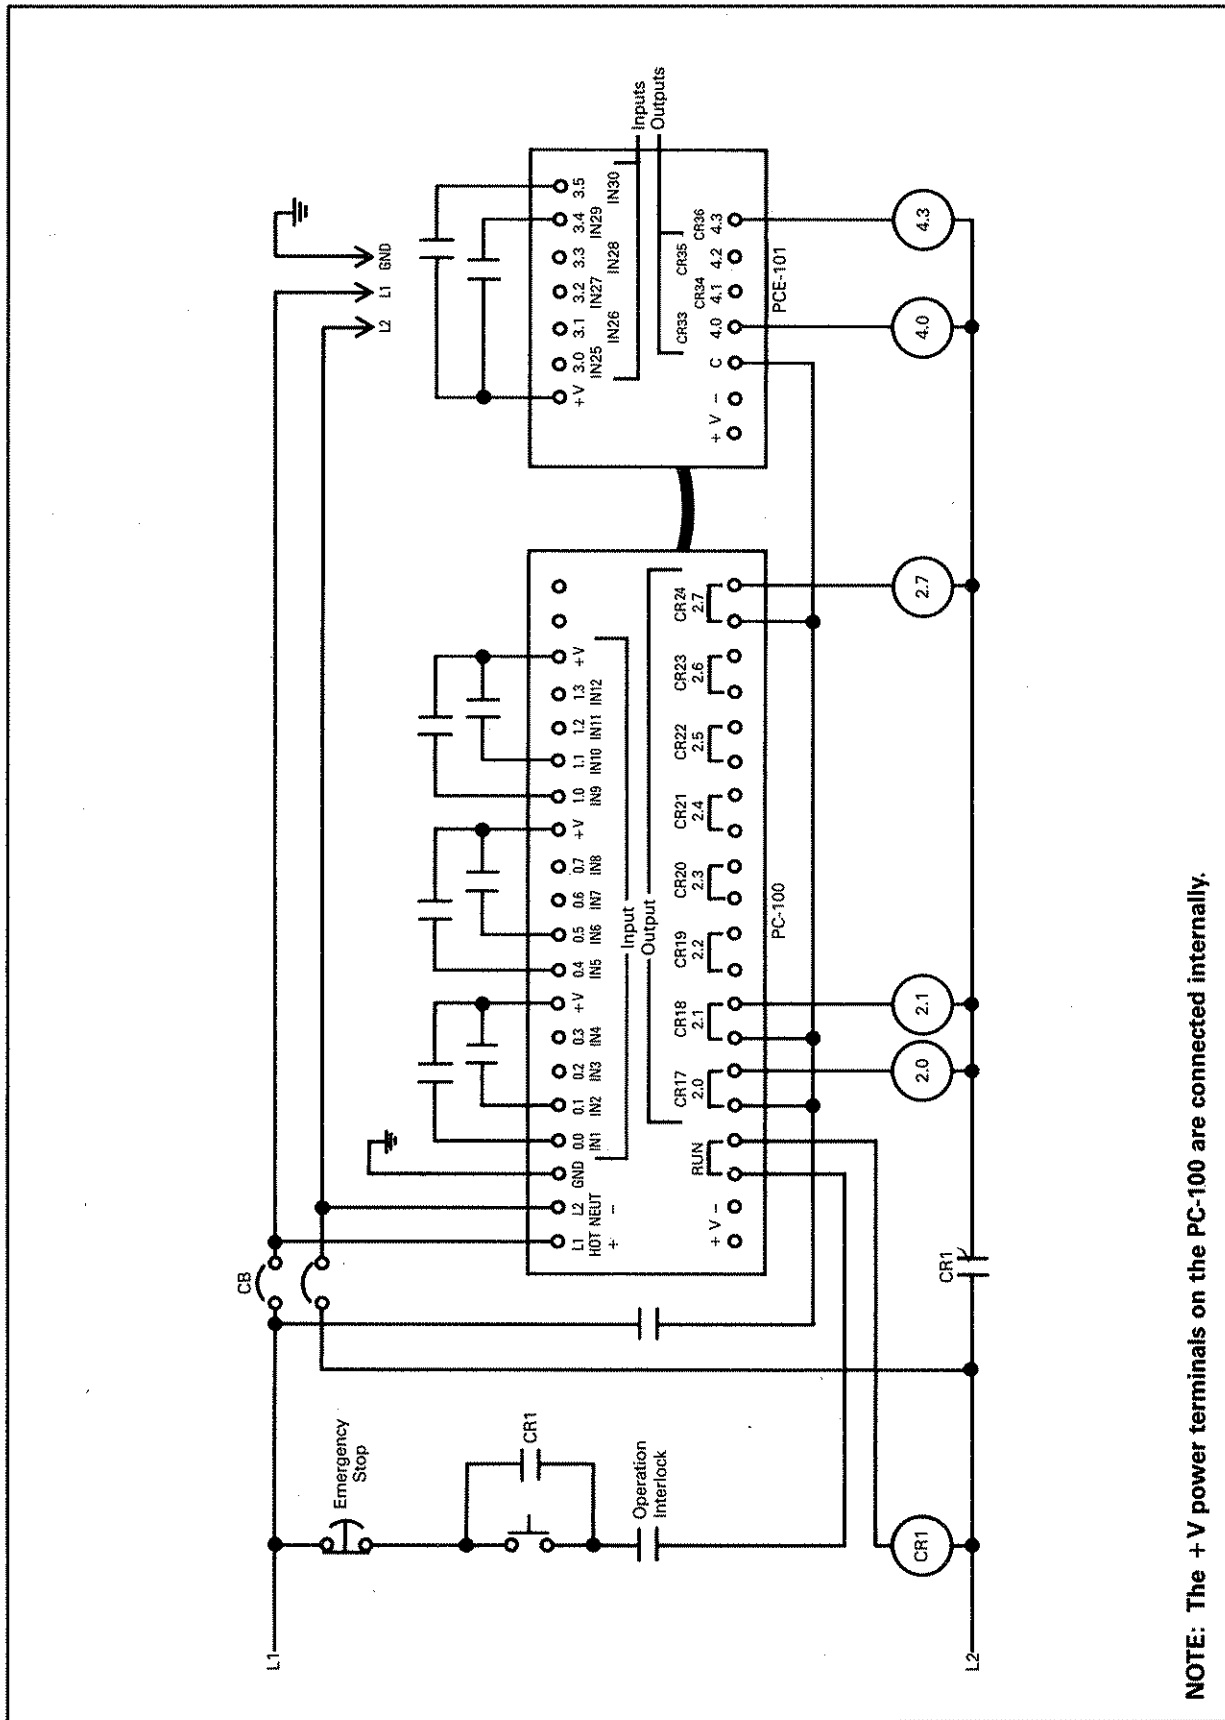 L1
Emergency
Stop
CR1
Operation
Interlock
CR1
L2
CB
CR1
L2
L1
GND
L1 L2 GND 0.0 0.1 0.2 0.3 +V 0.4 0.5 0.6 0.7 +V 1.0 1.1 1.2 1.3 +V
HOT NEUT IN1 IN2 IN3 IN4 IN5 IN6 IN7 IN8 IN9 IN10 IN11 IN12
+ -
Input
Output
RUN CR17 CR18 CR19 CR20 CR21 CR22 CR23 CR24
2.0 2.1 2.2 2.3 2.4 2.5 2.6 2.7
+ V -
PC-100
2.0
2.1
2.7
+V 3.0 3.1 3.2 3.3 3.4 3.5
IN25 IN26 IN27 IN28 IN29 IN30
Inputs
Outputs
CR33 CR34 CR35 CR36
+ V - C 4.0 4.1 4.2 4.3
PCE-101
4.0
4.3
NOTE: The +V power terminals on the PC-100 are connected internally.